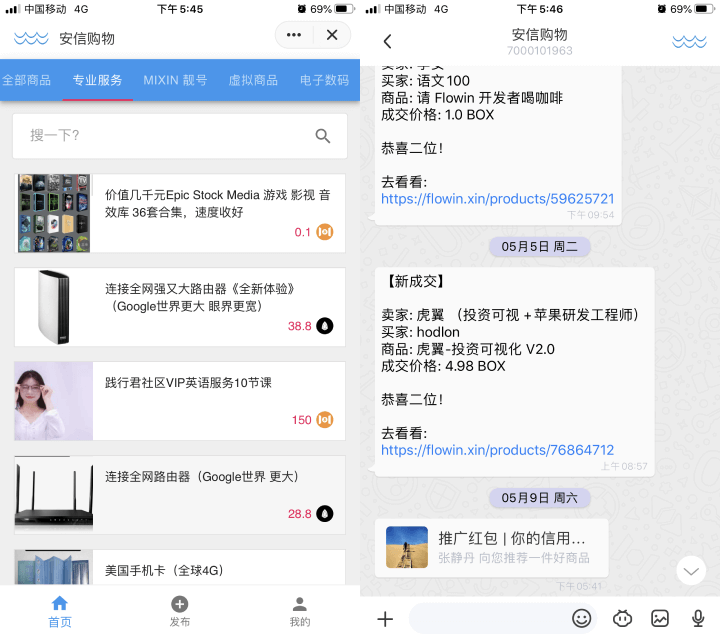 中国移动 4G 下午 5:45 69%
安信购物
全部商品 专业服务 MIXIN 靓号 虚拟商品 电子数码
搜一下?
价值几千元Epic Stock Media 游戏 影视 音
效库 36套合集，速度收好
0.1
连接全网强又大路由器《全新体验》
（Google世界更大 眼界更宽）
38.8
践行君社区VIP英语服务10节课
150
连接全网路由器（Google世界 更大）
28.8
美国手机卡（全球4G）
首页 发布 我的
中国移动 4G 下午 5:46 69%
安信购物
7000101963
买家: 语文100
商品: 请 Flowin 开发者喝咖啡
成交价格: 1.0 BOX
恭喜二位！
去看看:
https://flowin.xin/products/59625721
下午 09:54
05月5日 周二
【新成交】
卖家: 虎翼 （投资可视 + 苹果研发工程师）
买家: hodlon
商品: 虎翼-投资可视化 V2.0
成交价格: 4.98 BOX
恭喜二位！
去看看:
https://flowin.xin/products/76864712
上午 08:57
05月9日 周六
推广红包 | 你的信用...
张静丹 向您推荐一件好商品
下午 05:41